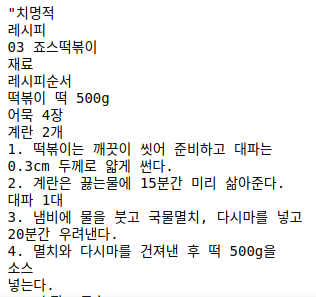 "치명적
레시피
03 죠스떡볶이
재료
레시피순서
떡볶이 떡 500g
어묵 4장
계란 2개
1. 떡볶이는 깨끗이 씻어 준비하고 대파는
0.3cm 두께로 얇게 썬다.
2. 계란은 끓는물에 15분간 미리 삶아준다.
대파 1대
3. 냄비에 물을 붓고 국물멸치, 다시마를 넣고
20분간 우려낸다.
4. 멸치와 다시마를 건져낸 후 떡 500g을
소스
넣는다.